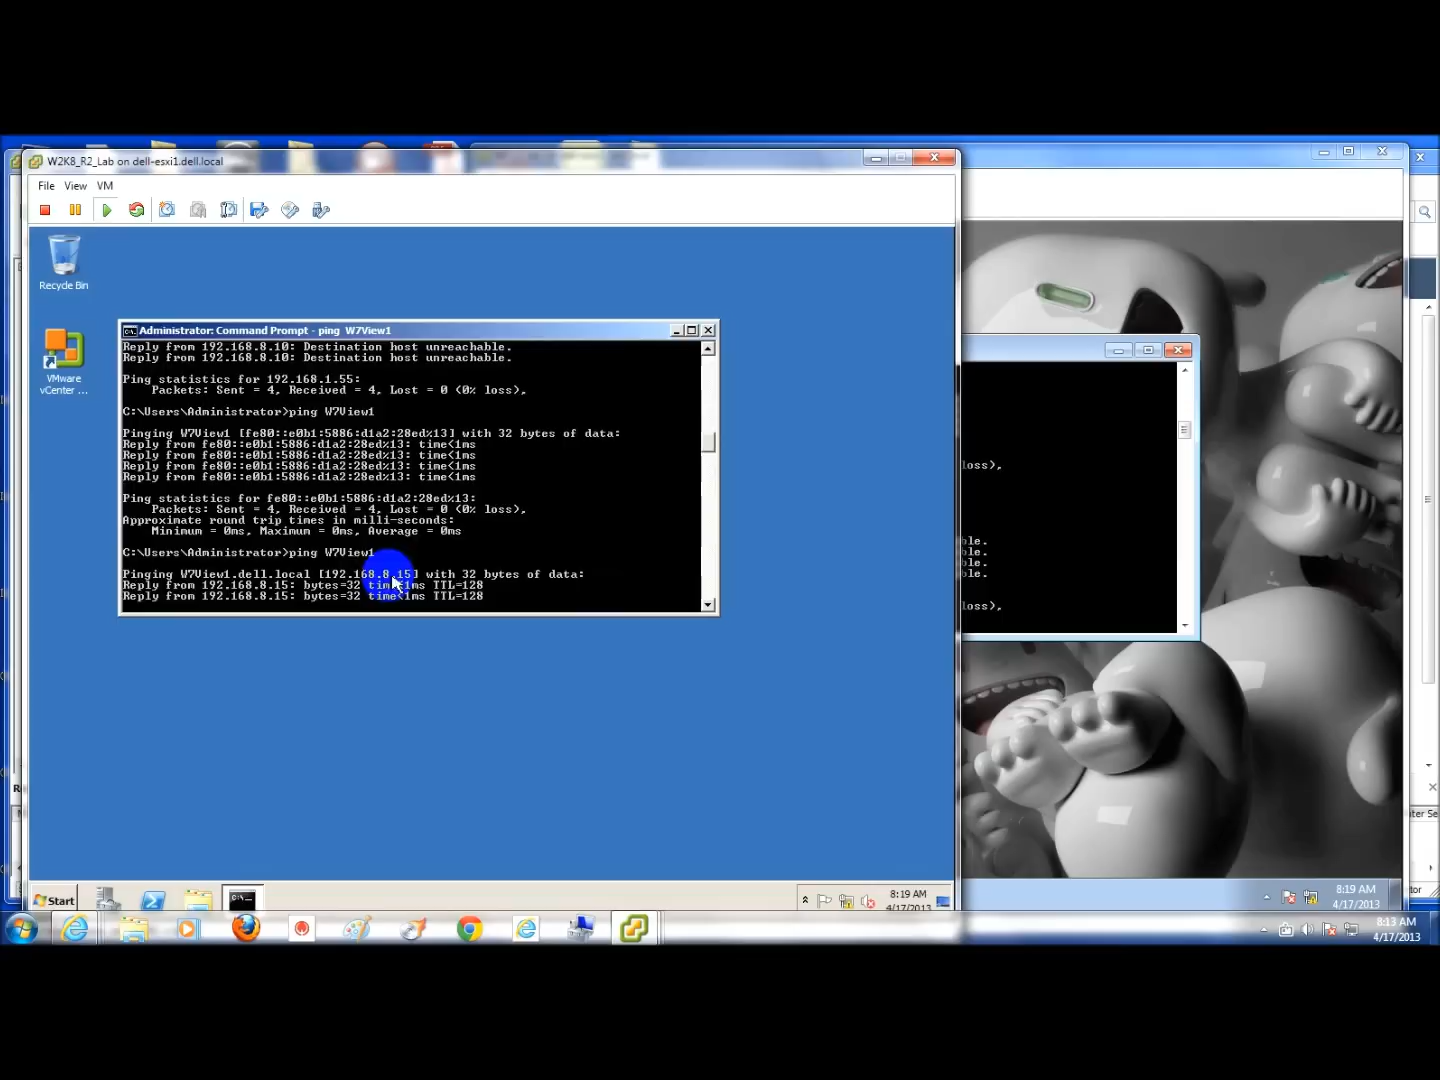 W2K8_R2_Lab on dell-esxi1.dell.local
File View VM
Recycle Bin
VMware
vCenter ...
Administrator: Command Prompt - ping W7View1
Reply from 192.168.8.10: Destination host unreachable.
Reply from 192.168.8.10: Destination host unreachable.
Ping statistics for 192.168.1.55:
Packets: Sent = 4, Received = 4, Lost = 0 (0% loss),
C:\Users\Administrator>ping W7View1
Pinging W7View1 [fe80::e0b1:5886:d1a2:28ed%13] with 32 bytes of data:
Reply from fe80::e0b1:5886:d1a2:28ed%13: time<1ms
Reply from fe80::e0b1:5886:d1a2:28ed%13: time<1ms
Reply from fe80::e0b1:5886:d1a2:28ed%13: time<1ms
Reply from fe80::e0b1:5886:d1a2:28ed%13: time<1ms
Ping statistics for fe80::e0b1:5886:d1a2:28ed%13:
Packets: Sent = 4, Received = 4, Lost = 0 (0% loss),
Approximate round trip times in milli-seconds:
Minimum = 0ms, Maximum = 0ms, Average = 0ms
C:\Users\Administrator>ping W7View1
Pinging W7View1.dell.local [192.168.8.15] with 32 bytes of data:
Reply from 192.168.8.15: bytes=32 time<1ms TTL=128
Reply from 192.168.8.15: bytes=32 time<1ms TTL=128
loss),
ble.
ble.
ble.
ble.
loss),
Start
8:19 AM
4/17/2013
8:19 AM
4/17/2013
8:13 AM
4/17/2013